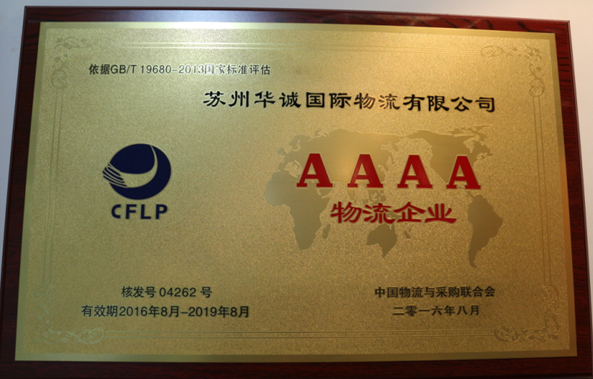 依据GB/T 19680-2013国家标准评估
苏州华诚国际物流有限公司
AAAA
CFLP
物流企业
核发号 04262 号
中国物流与采购联合会
有效期2016年8月-2019年8月
二零一六年八月